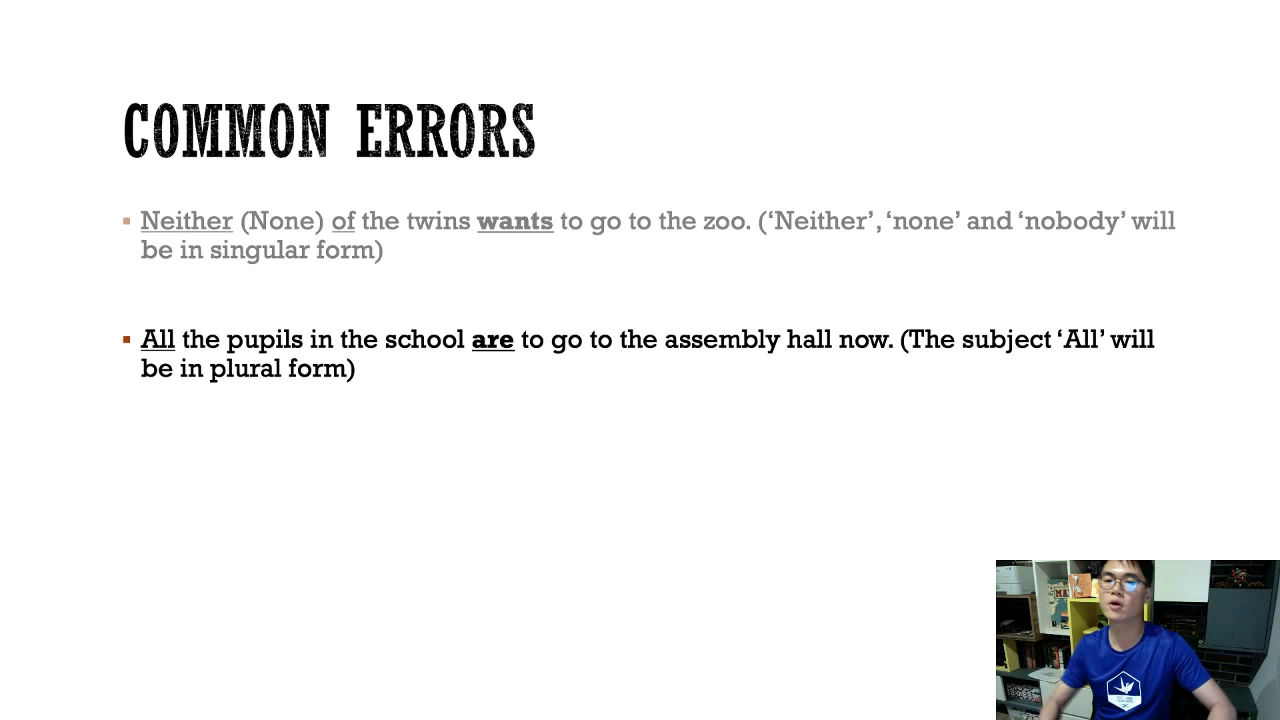 COMMON ERRORS
▪ Neither (None) of the twins wants to go to the zoo. (‘Neither’, ‘none’ and ‘nobody’ will
be in singular form)
▪ All the pupils in the school are to go to the assembly hall now. (The subject ‘All’ will
be in plural form)